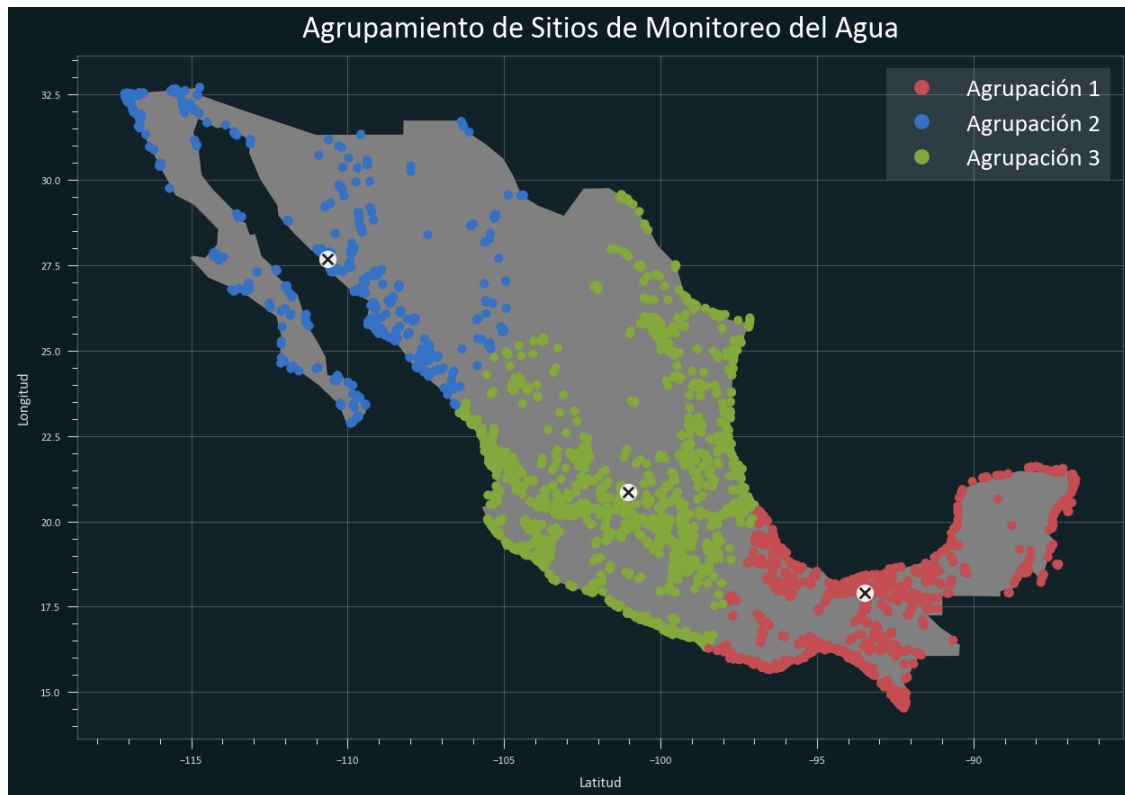 Agrupamiento de Sitios de Monitoreo del Agua
Agrupación 1
Agrupación 2
Agrupación 3
32.5
30.0
27.5
25.0
22.5
20.0
17.5
15.0
Longitud
−115
−110
−105
−100
−95
−90
Latitud